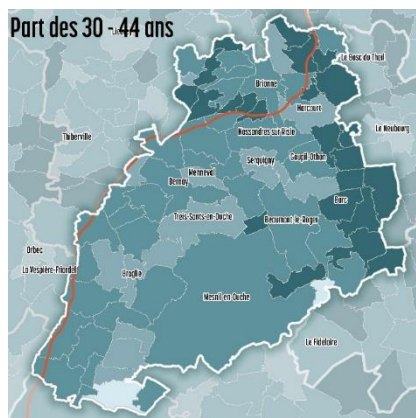 Part des 30 - 44 ans
Le Bosc du Theil
Brionne
Harcourt
Thiberville
Nassandres sur Risle
Le Neubourg
Serquigny
Goupil-Othon
Menneval
Bernay
Barc
Treis-Sants-en-Ouche
Beaumont-le-Roger
Orbec
La Vespière-Friardel
Broglie
Mesnil-en-Ouche
Le Fidelaire